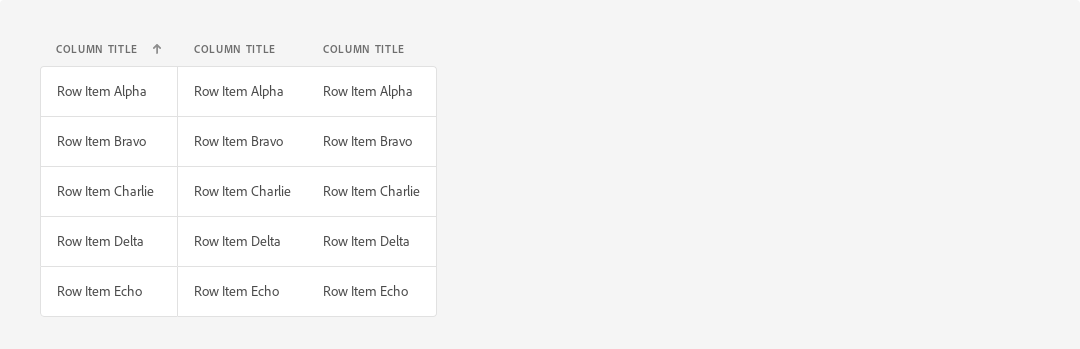 COLUMN TITLE COLUMN TITLE COLUMN TITLE
Row Item Alpha Row Item Alpha Row Item Alpha
Row Item Bravo Row Item Bravo Row Item Bravo
Row Item Charlie Row Item Charlie Row Item Charlie
Row Item Delta Row Item Delta Row Item Delta
Row Item Echo Row Item Echo Row Item Echo